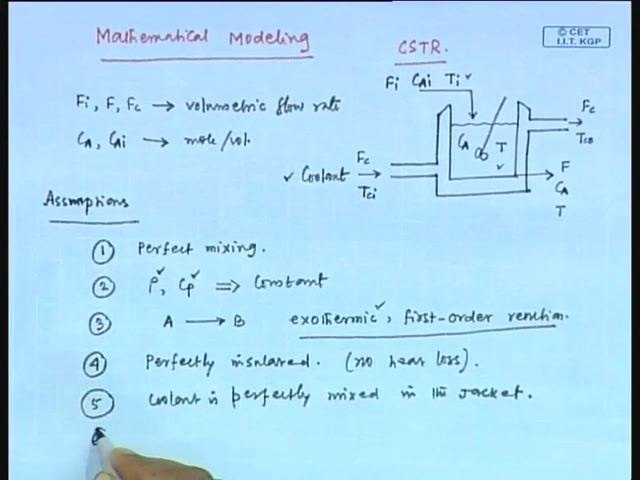 Mathematical Modeling
CSTR.
© CET
I.I.T. KGP
Fi CAi Ti ✓
Fi, F, Fc → volumetric flow rate
CA, CAi → mole/vol.
Fc
Tco
CA T ✓
✓ Coolant Fc
Tci
F
CA
T
Assumptions
① Perfect mixing.
② ρ✓, Cp✓ ⇒ Constant
③ A → B exothermic✓, first-order reaction.
④ Perfectly insulated. (no heat loss).
⑤ Coolant is perfectly mixed in the Jacket.